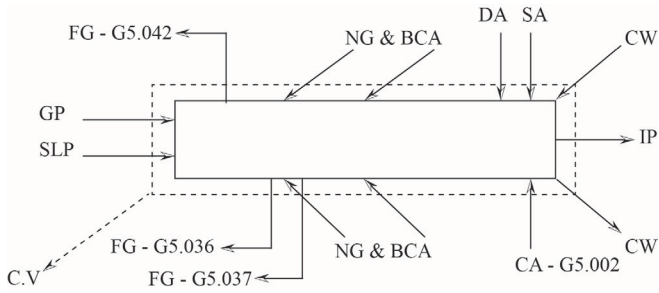 DA SA
FG - G5.042 NG & BCA CW
GP
SLP IP
FG - G5.036 NG & BCA CW
FG - G5.037 CA - G5.002
C.V